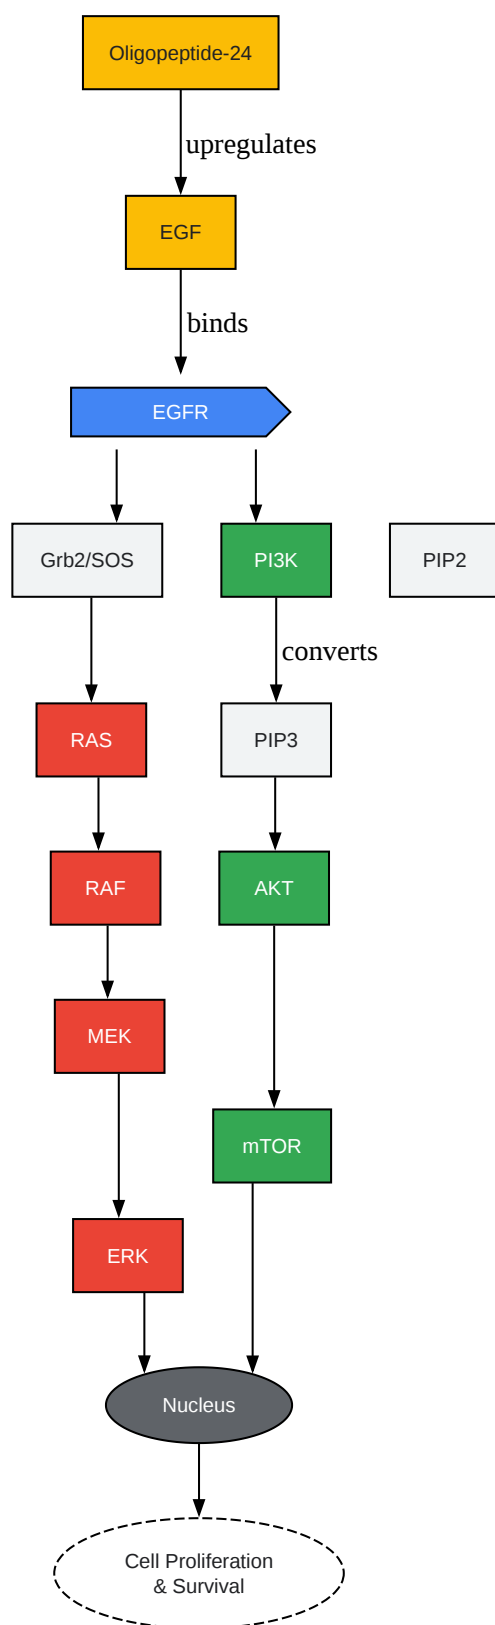 Oligopeptide-24
upregulates
EGF
binds
EGFR
Grb2/SOS
PI3K
PIP2
converts
RAS
PIP3
RAF
AKT
MEK
mTOR
ERK
Nucleus
Cell Proliferation
& Survival